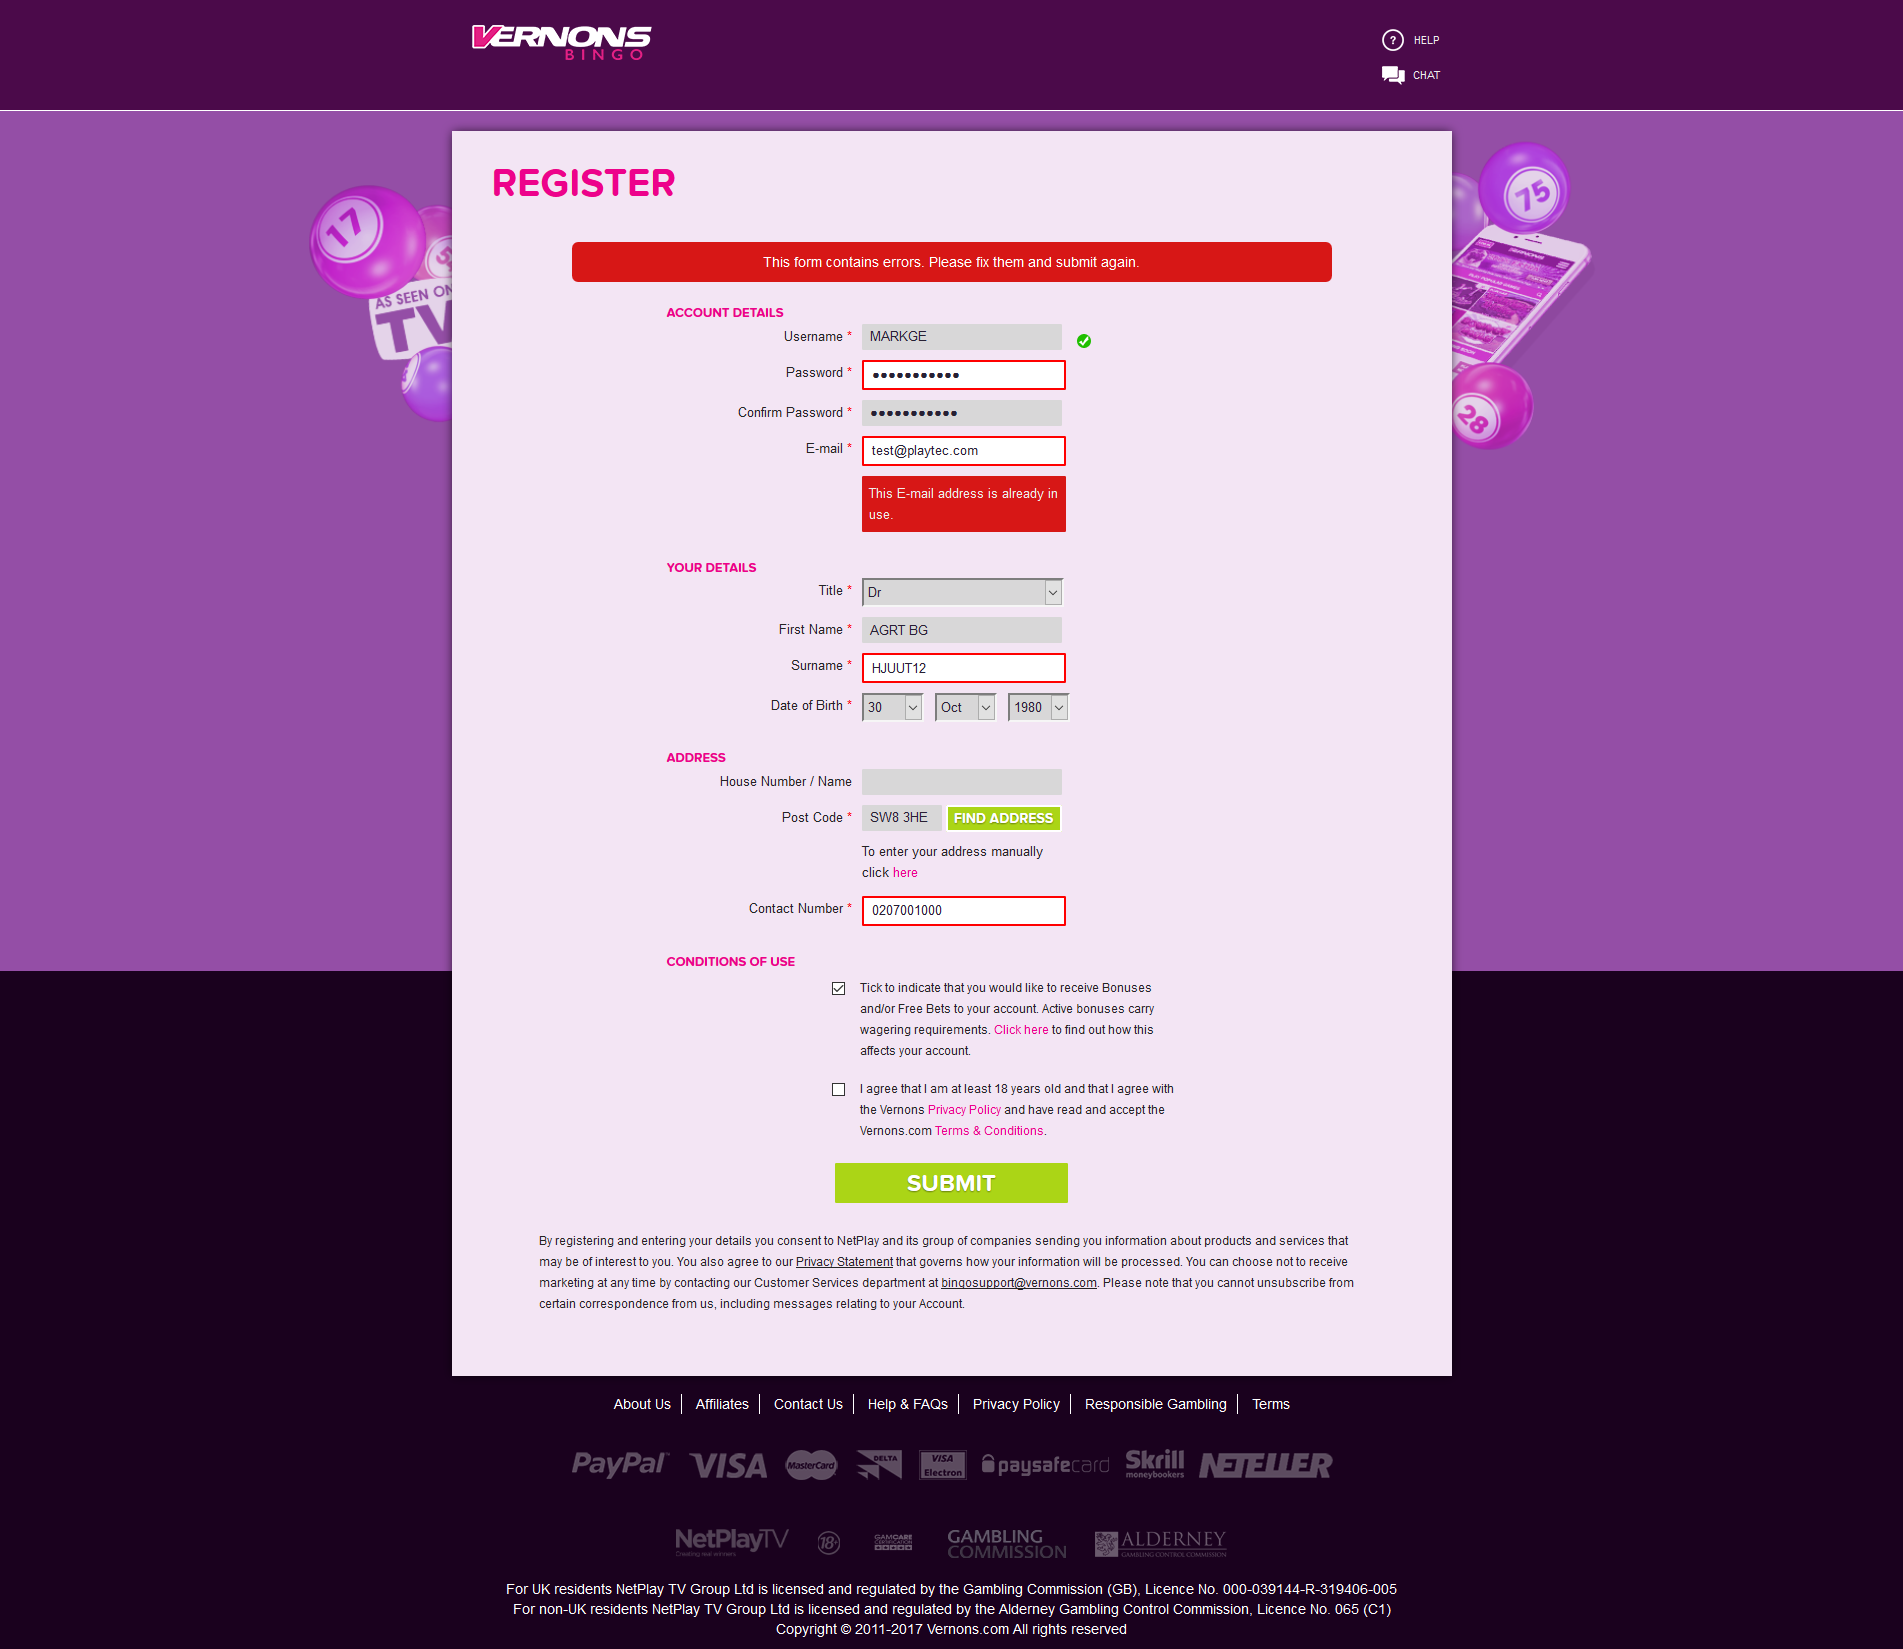 VERNONS
BINGO
? HELP
CHAT
REGISTER
17
75
AS SEEN ON
TV
28
This form contains errors. Please fix them and submit again.
ACCOUNT DETAILS
Username * MARKGE
Password * •••••••••••
Confirm Password * •••••••••••
E-mail * test@playtec.com
This E-mail address is already in
use.
YOUR DETAILS
Title * Dr
First Name * AGRT BG
Surname * HJUUT12
Date of Birth * 30 Oct 1980
ADDRESS
House Number / Name
Post Code * SW8 3HE FIND ADDRESS
To enter your address manually
click here
Contact Number * 0207001000
CONDITIONS OF USE
Tick to indicate that you would like to receive Bonuses
and/or Free Bets to your account. Active bonuses carry
wagering requirements. Click here to find out how this
affects your account.
I agree that I am at least 18 years old and that I agree with
the Vernons Privacy Policy and have read and accept the
Vernons.com Terms & Conditions.
SUBMIT
By registering and entering your details you consent to NetPlay and its group of companies sending you information about products and services that
may be of interest to you. You also agree to our Privacy Statement that governs how your information will be processed. You can choose not to receive
marketing at any time by contacting our Customer Services department at bingosupport@vernons.com. Please note that you cannot unsubscribe from
certain correspondence from us, including messages relating to your Account.
About Us Affiliates Contact Us Help & FAQs Privacy Policy Responsible Gambling Terms
PayPal VISA MasterCard DELTA VISA Electron paysafecard Skrill moneybookers NETELLER
NetPlayTV Creating real winners 18+ GAMCARE CERTIFICATION GAMBLING COMMISSION ALDERNEY GAMBLING CONTROL COMMISSION
For UK residents NetPlay TV Group Ltd is licensed and regulated by the Gambling Commission (GB), Licence No. 000-039144-R-319406-005
For non-UK residents NetPlay TV Group Ltd is licensed and regulated by the Alderney Gambling Control Commission, Licence No. 065 (C1)
Copyright © 2011-2017 Vernons.com All rights reserved